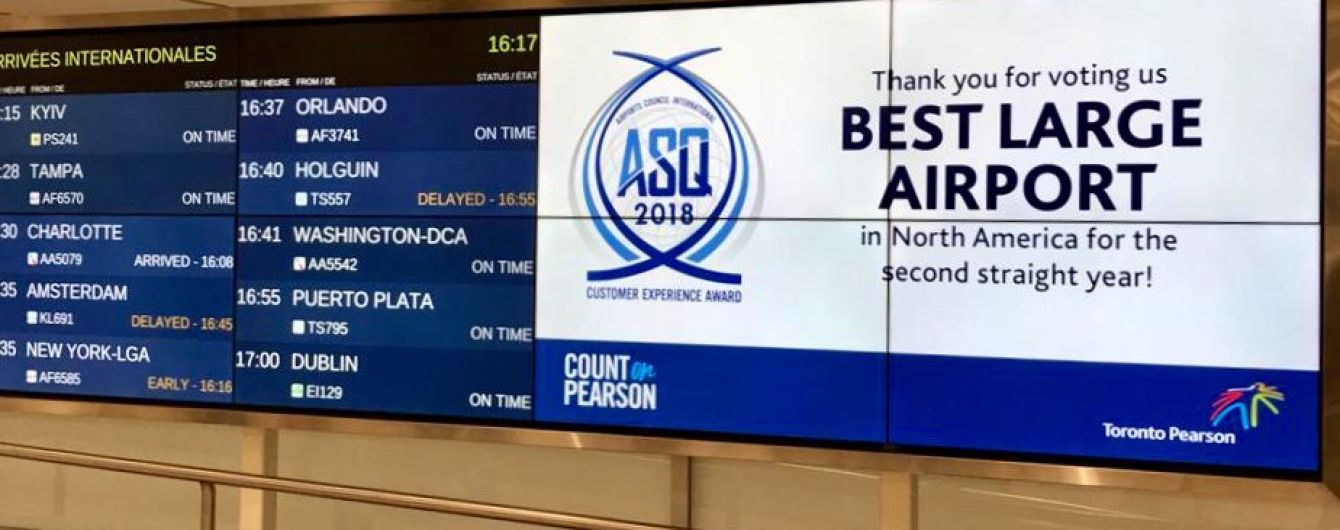 RRIVÉES INTERNATIONALES
16:17
HEURE FROM / DE STATUS / ÉTAT
:15 KYIV
PS241 ON TIME
:28 TAMPA
AF6570 ON TIME
30 CHARLOTTE
AA5079 ARRIVED - 16:08
35 AMSTERDAM
KL691 DELAYED - 16:45
35 NEW YORK-LGA
AF6585 EARLY - 16:16
TIME / HEURE FROM / DE STATUS / ÉTAT
16:37 ORLANDO
AF3741 ON TIME
16:40 HOLGUIN
TS557 DELAYED - 16:55
16:41 WASHINGTON-DCA
AA5542 ON TIME
16:55 PUERTO PLATA
TS795 ON TIME
17:00 DUBLIN
EI129 ON TIME
AIRPORTS COUNCIL INTERNATIONAL
ASQ
2018
CUSTOMER EXPERIENCE AWARD
Thank you for voting us
BEST LARGE
AIRPORT
in North America for the
second straight year!
COUNT on
PEARSON
Toronto Pearson